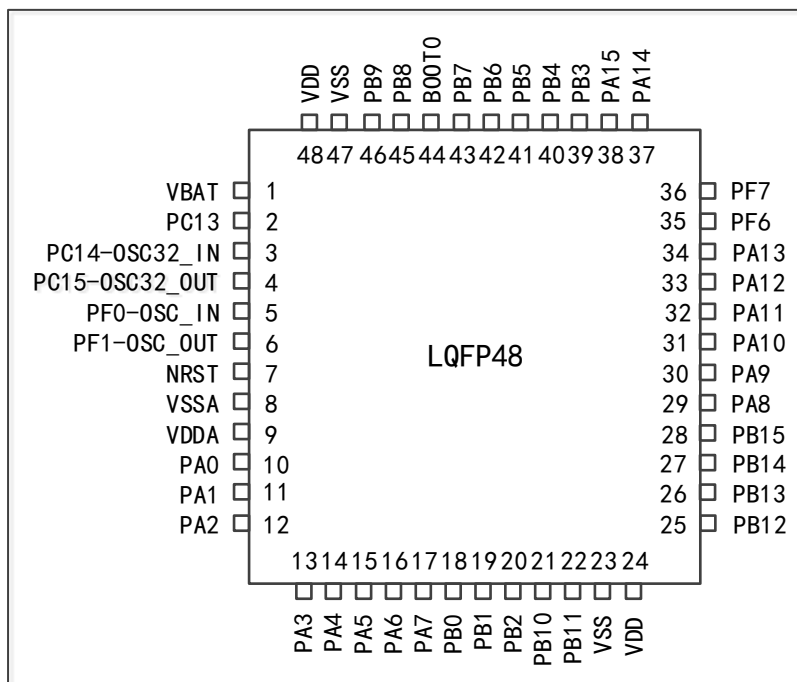 VDD VSS PB9 PB8 BOOT0 PB7 PB6 PB5 PB4 PB3 PA15 PA14
48 47 46 45 44 43 42 41 40 39 38 37
VBAT 1 36 PF7
PC13 2 35 PF6
PC14-OSC32_IN 3 34 PA13
PC15-OSC32_OUT 4 33 PA12
PF0-OSC_IN 5 32 PA11
PF1-OSC_OUT 6 31 PA10
LQFP48
NRST 7 30 PA9
VSSA 8 29 PA8
VDDA 9 28 PB15
PA0 10 27 PB14
PA1 11 26 PB13
PA2 12 25 PB12
13 14 15 16 17 18 19 20 21 22 23 24
PA3 PA4 PA5 PA6 PA7 PB0 PB1 PB2 PB10 PB11 VSS VDD